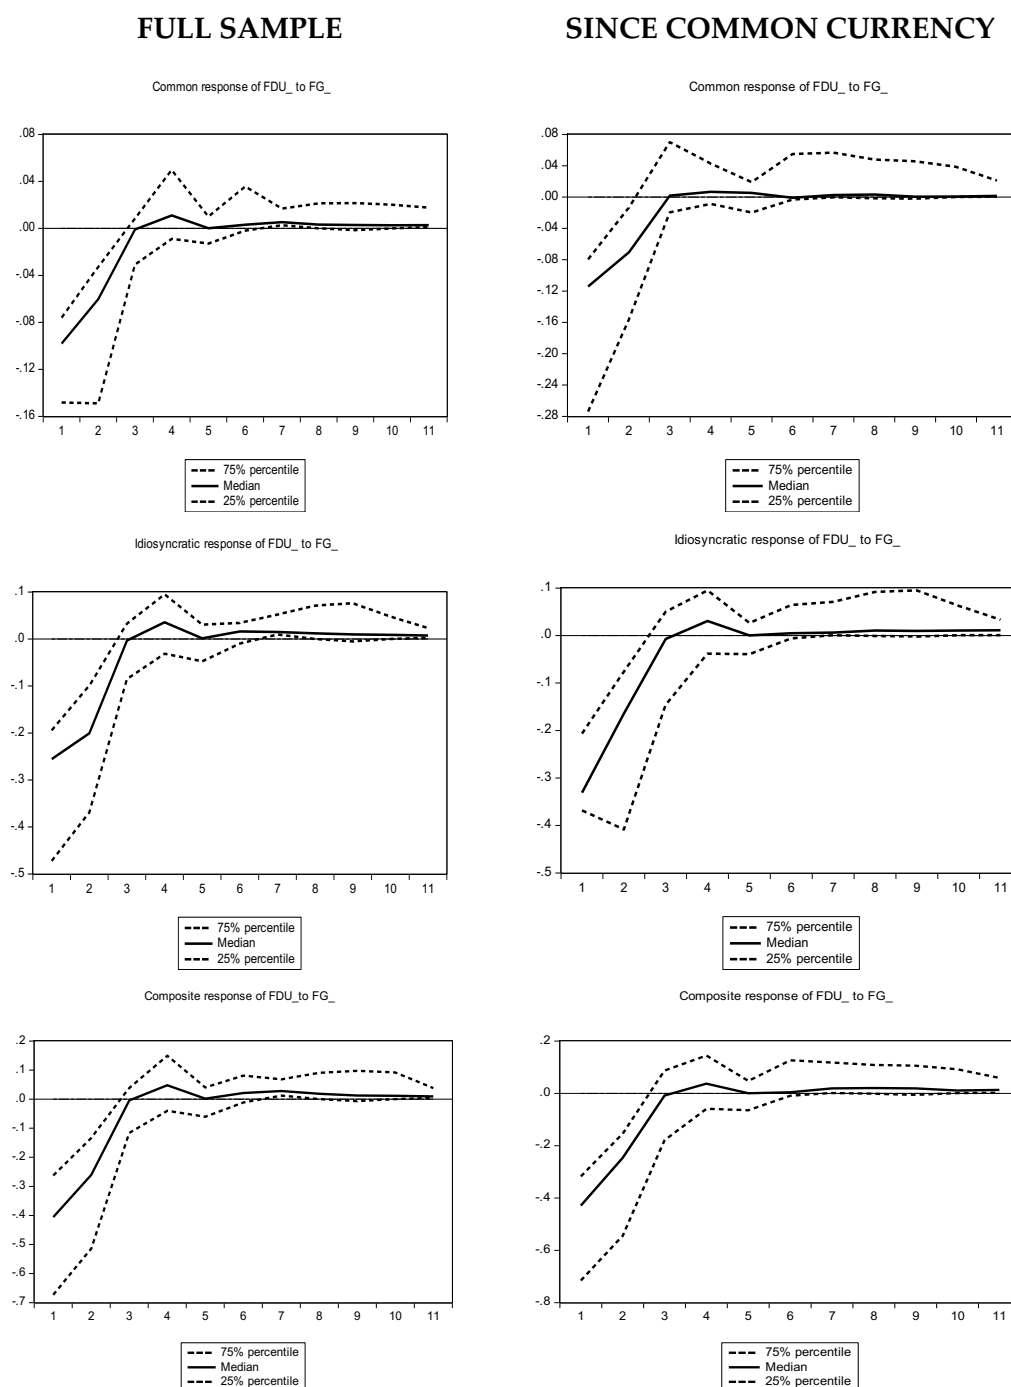 FULL SAMPLE
SINCE COMMON CURRENCY
Common response of FDU_ to FG_
.08
.04
.00
-.04
-.08
-.12
-.16
1 2 3 4 5 6 7 8 9 10 11
75% percentile
Median
25% percentile
Common response of FDU_ to FG_
.08
.04
.00
-.04
-.08
-.12
-.16
-.20
-.24
-.28
1 2 3 4 5 6 7 8 9 10 11
75% percentile
Median
25% percentile
Idiosyncratic response of FDU_ to FG_
.1
.0
-.1
-.2
-.3
-.4
-.5
1 2 3 4 5 6 7 8 9 10 11
75% percentile
Median
25% percentile
Idiosyncratic response of FDU_ to FG_
.1
.0
-.1
-.2
-.3
-.4
-.5
1 2 3 4 5 6 7 8 9 10 11
75% percentile
Median
25% percentile
Composite response of FDU_to FG_
.2
.1
.0
-.1
-.2
-.3
-.4
-.5
-.6
-.7
1 2 3 4 5 6 7 8 9 10 11
75% percentile
Median
25% percentile
Composite response of FDU_ to FG_
.2
.0
-.2
-.4
-.6
-.8
1 2 3 4 5 6 7 8 9 10 11
75% percentile
Median
25% percentile